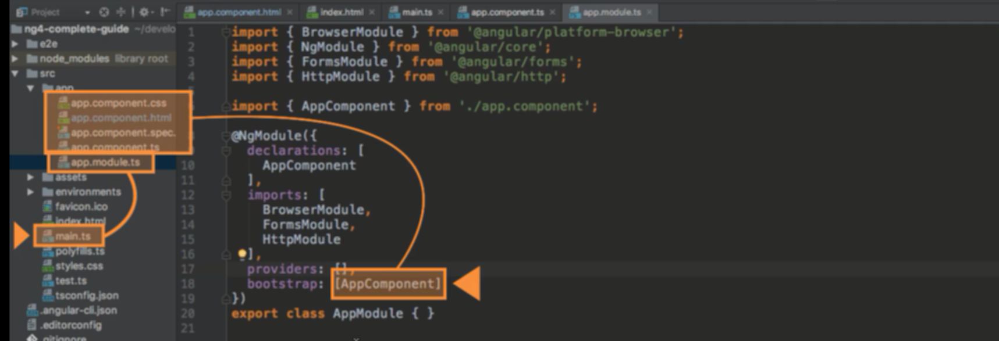 Project
app.component.html
index.html
main.ts
app.component.ts
app.module.ts
ng4-complete-guide ~/develo
e2e
node_modules library root
src
app
app.component.css
app.component.html
app.component.spec.
app.component.ts
app.module.ts
assets
environments
favicon.ico
index.html
main.ts
polyfills.ts
styles.css
test.ts
tsconfig.json
.angular-cli.json
.editorconfig
.gitignore
1 import { BrowserModule } from '@angular/platform-browser';
2 import { NgModule } from '@angular/core';
3 import { FormsModule } from '@angular/forms';
4 import { HttpModule } from '@angular/http';
import { AppComponent } from './app.component';
@NgModule({
declarations: [
10 AppComponent
11 ],
12 imports: [
13 BrowserModule,
14 FormsModule,
15 HttpModule
16 ],
17 providers: [],
18 bootstrap: [AppComponent]
19 })
20 export class AppModule { }
21